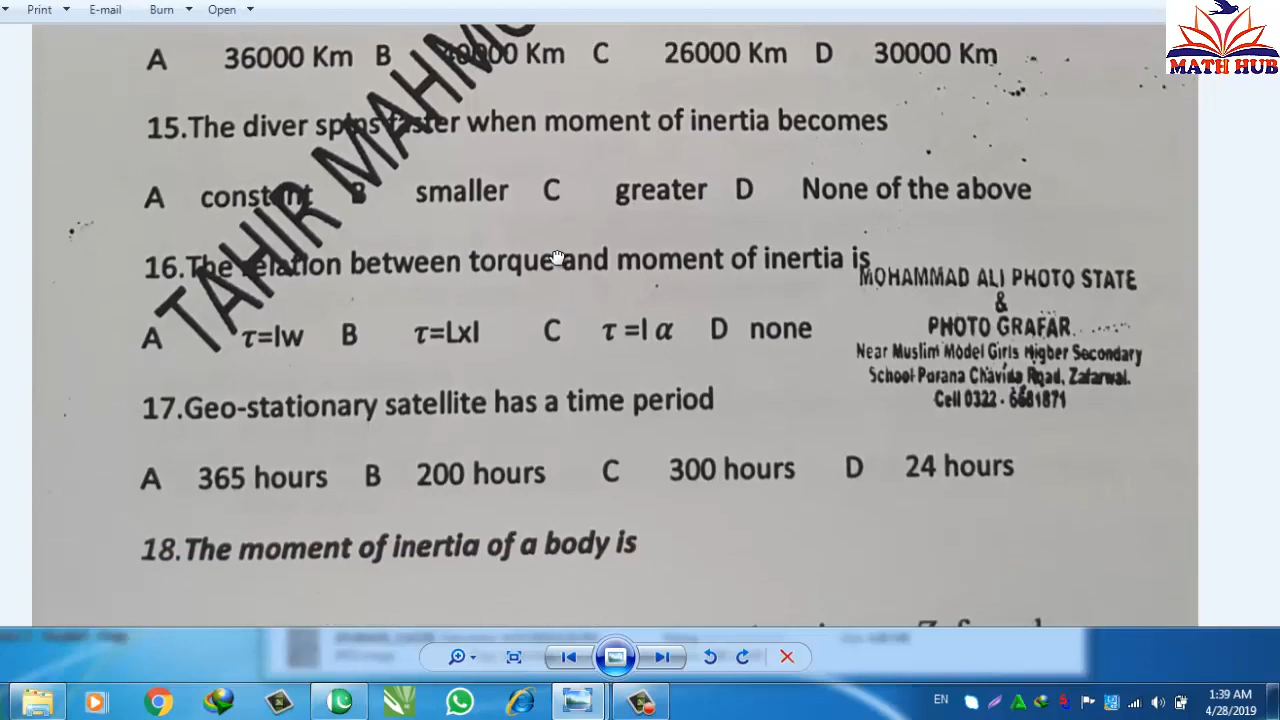 Print Burn Open E-mail
MATH HUB
A 36000 Km B 40000 Km C 26000 Km D 30000 Km
15.The diver spins faster when moment of inertia becomes
A constant B smaller C greater D None of the above
TAHIR MAHMO
16.The relation between torque and moment of inertia is
MOHAMMAD ALI PHOTO STATE
&
PHOTO GRAFAR
Near Muslim Model Girls Higber Secondary
School Parana Chavida Road, Zafarwal.
Cell 0322 - 6681871
A τ=Iw B τ=LxI C τ =I α D none
17.Geo-stationary satellite has a time period
A 365 hours B 200 hours C 300 hours D 24 hours
18.The moment of inertia of a body is
EN
1:39 AM
4/28/2019